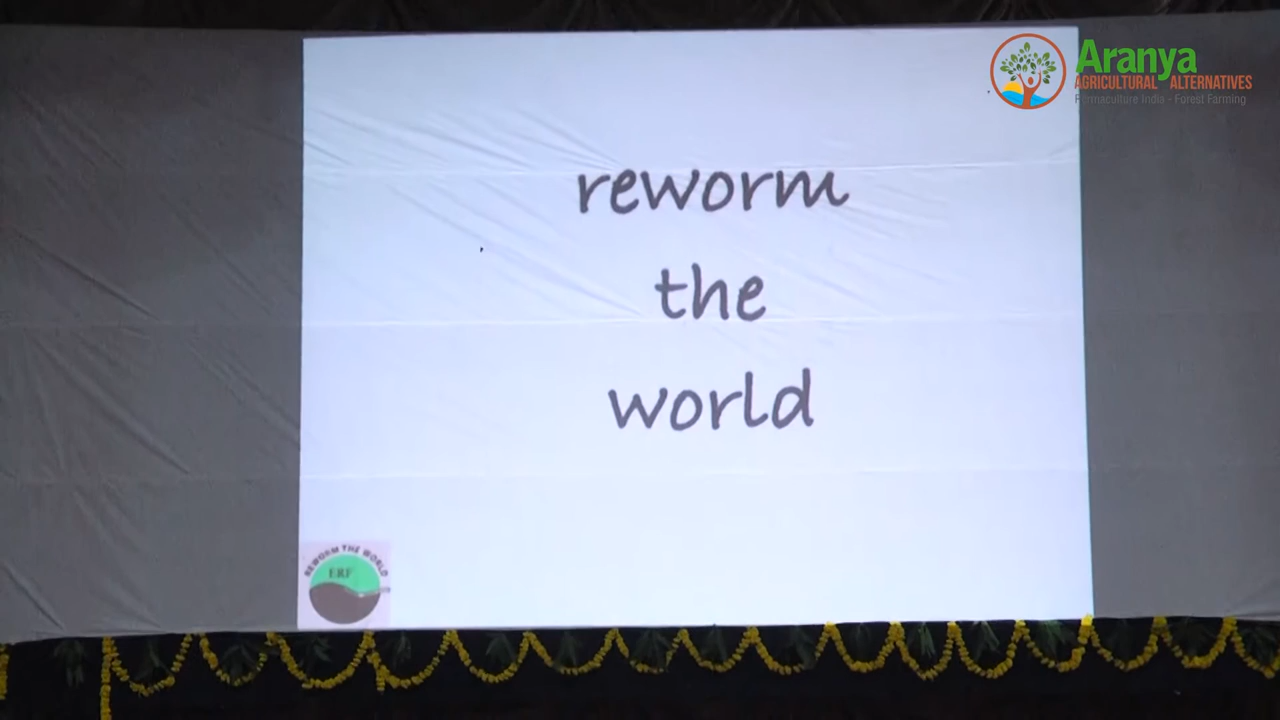 Aranya
AGRICULTURAL ALTERNATIVES
Permaculture India - Forest Farming
reworm
the
world
REWORM THE WORLD
ERF